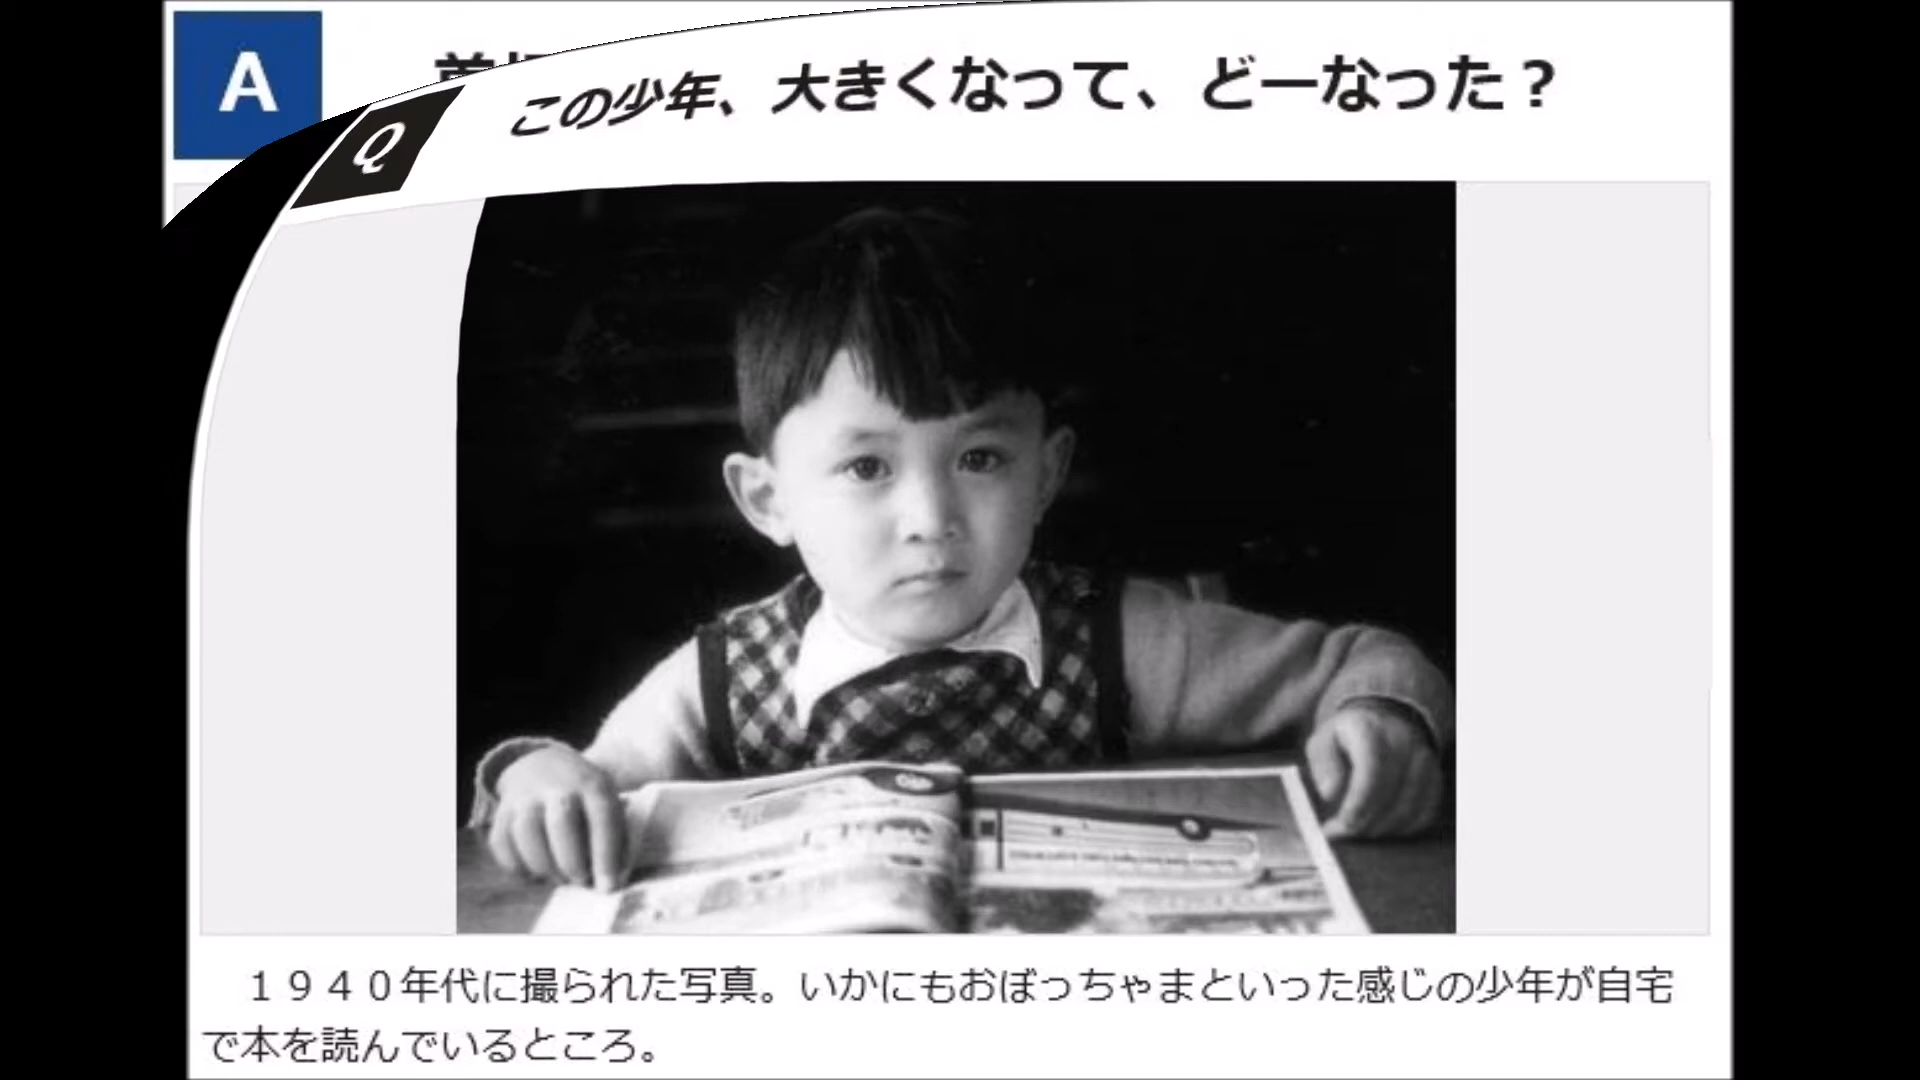 A
Q
この少年、大きくなって、どーなった？
１９４０年代に撮られた写真。いかにもおぼっちゃまといった感じの少年が自宅
で本を読んでいるところ。